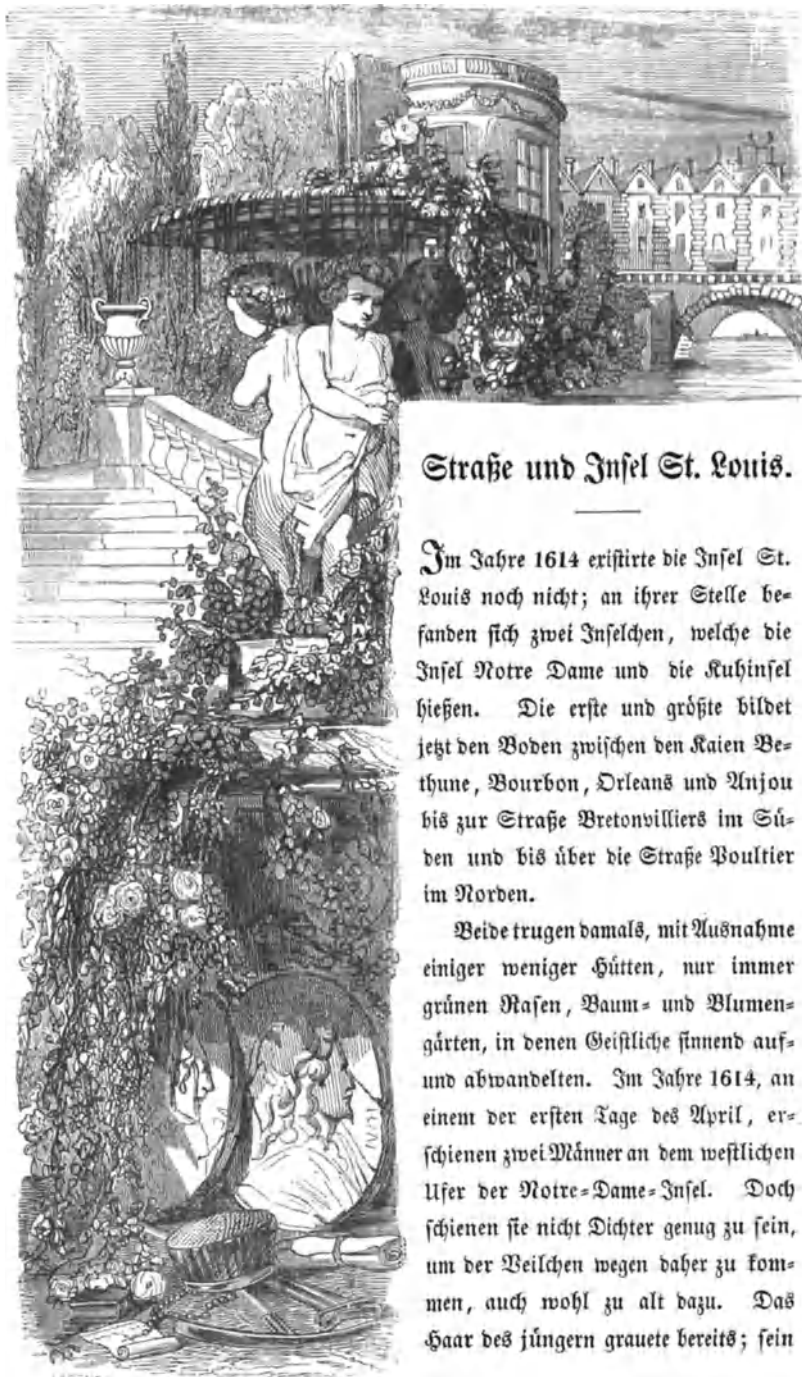 Straße und Insel St. Louis.
Im Jahre 1614 existirte die Insel St.
Louis noch nicht; an ihrer Stelle be-
fanden sich zwei Inselchen, welche die
Insel Notre Dame und die Kuhinsel
hießen. Die erste und größte bildet
jetzt den Boden zwischen den Kaien Be-
thune, Bourbon, Orleans und Anjou
bis zur Straße Bretonvilliers im Sü-
den und bis über die Straße Poultier
im Norden.
Beide trugen damals, mit Ausnahme
einiger weniger Hütten, nur immer
grünen Rasen, Baum- und Blumen-
gärten, in denen Geistliche sinnend auf-
und abwandelten. Im Jahre 1614, an
einem der ersten Tage des April, er-
schienen zwei Männer an dem westlichen
Ufer der Notre-Dame-Insel. Doch
schienen sie nicht Dichter genug zu sein,
um der Veilchen wegen daher zu kom-
men, auch wohl zu alt dazu. Das
Haar des jüngern grauete bereits; sein